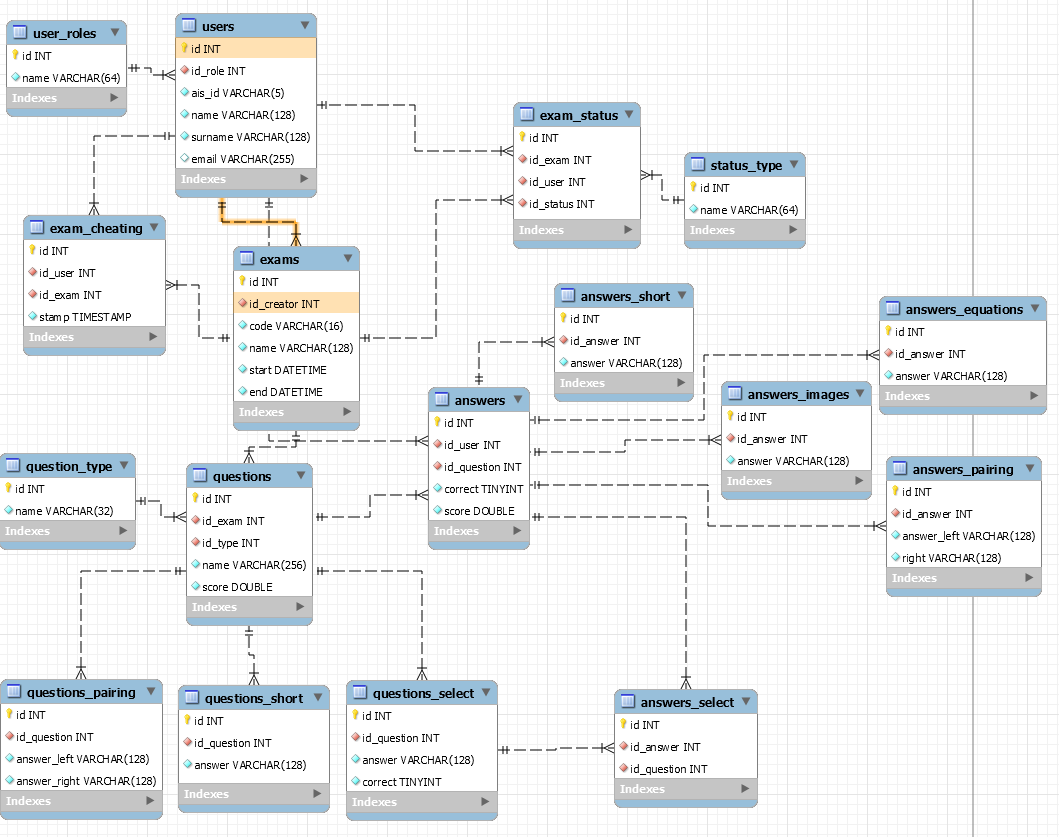 user_roles
id INT
name VARCHAR(64)
Indexes
users
id INT
id_role INT
ais_id VARCHAR(5)
name VARCHAR(128)
surname VARCHAR(128)
email VARCHAR(255)
Indexes
exam_status
id INT
id_exam INT
id_user INT
id_status INT
Indexes
status_type
id INT
name VARCHAR(64)
Indexes
exam_cheating
id INT
id_user INT
id_exam INT
stamp TIMESTAMP
Indexes
exams
id INT
id_creator INT
code VARCHAR(16)
name VARCHAR(128)
start DATETIME
end DATETIME
Indexes
answers_short
id INT
id_answer INT
answer VARCHAR(128)
Indexes
answers_equations
id INT
id_answer INT
answer VARCHAR(128)
Indexes
answers
id INT
id_user INT
id_question INT
correct TINYINT
score DOUBLE
Indexes
answers_images
id INT
id_answer INT
answer VARCHAR(128)
Indexes
question_type
id INT
name VARCHAR(32)
Indexes
questions
id INT
id_exam INT
id_type INT
name VARCHAR(256)
score DOUBLE
Indexes
answers_pairing
id INT
id_answer INT
answer_left VARCHAR(128)
right VARCHAR(128)
Indexes
questions_pairing
id INT
id_question INT
answer_left VARCHAR(128)
answer_right VARCHAR(128)
Indexes
questions_short
id INT
id_question INT
answer VARCHAR(128)
Indexes
questions_select
id INT
id_question INT
answer VARCHAR(128)
correct TINYINT
Indexes
answers_select
id INT
id_answer INT
id_question INT
Indexes